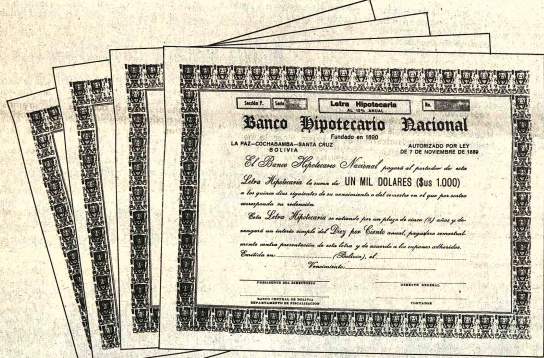 Sección F. Serie
Letra Hipotecaria
AL 10% ANUAL
No.
Banco Hipotecario Nacional
Fundado en 1890
LA PAZ-COCHABAMBA-SANTA CRUZ
BOLIVIA
AUTORIZADO POR LEY
DE 7 DE NOVIEMBRE DE 1889
El Banco Hipotecario Nacional pagará al portador de esta
Letra Hipotecaria la suma de UN MIL DOLARES ($us 1.000)
a los quince días siguientes de su vencimiento o del sorteo en el que por sorteo
corresponda su redención
Esta Letra Hipotecaria se extiende por un plazo de cinco (5) años y de-
vengará un interés simple del Diez por Ciento anual, pagadero semestral-
mente contra presentación de esta letra y de acuerdo a los cupones adheridos.
Emitida en (Bolivia), el
Vencimiento:
PRESIDENTE DEL DIRECTORIO
GERENTE GENERAL
BANCO CENTRAL DE BOLIVIA
DEPARTAMENTO DE FISCALIZACION
CONTADOR